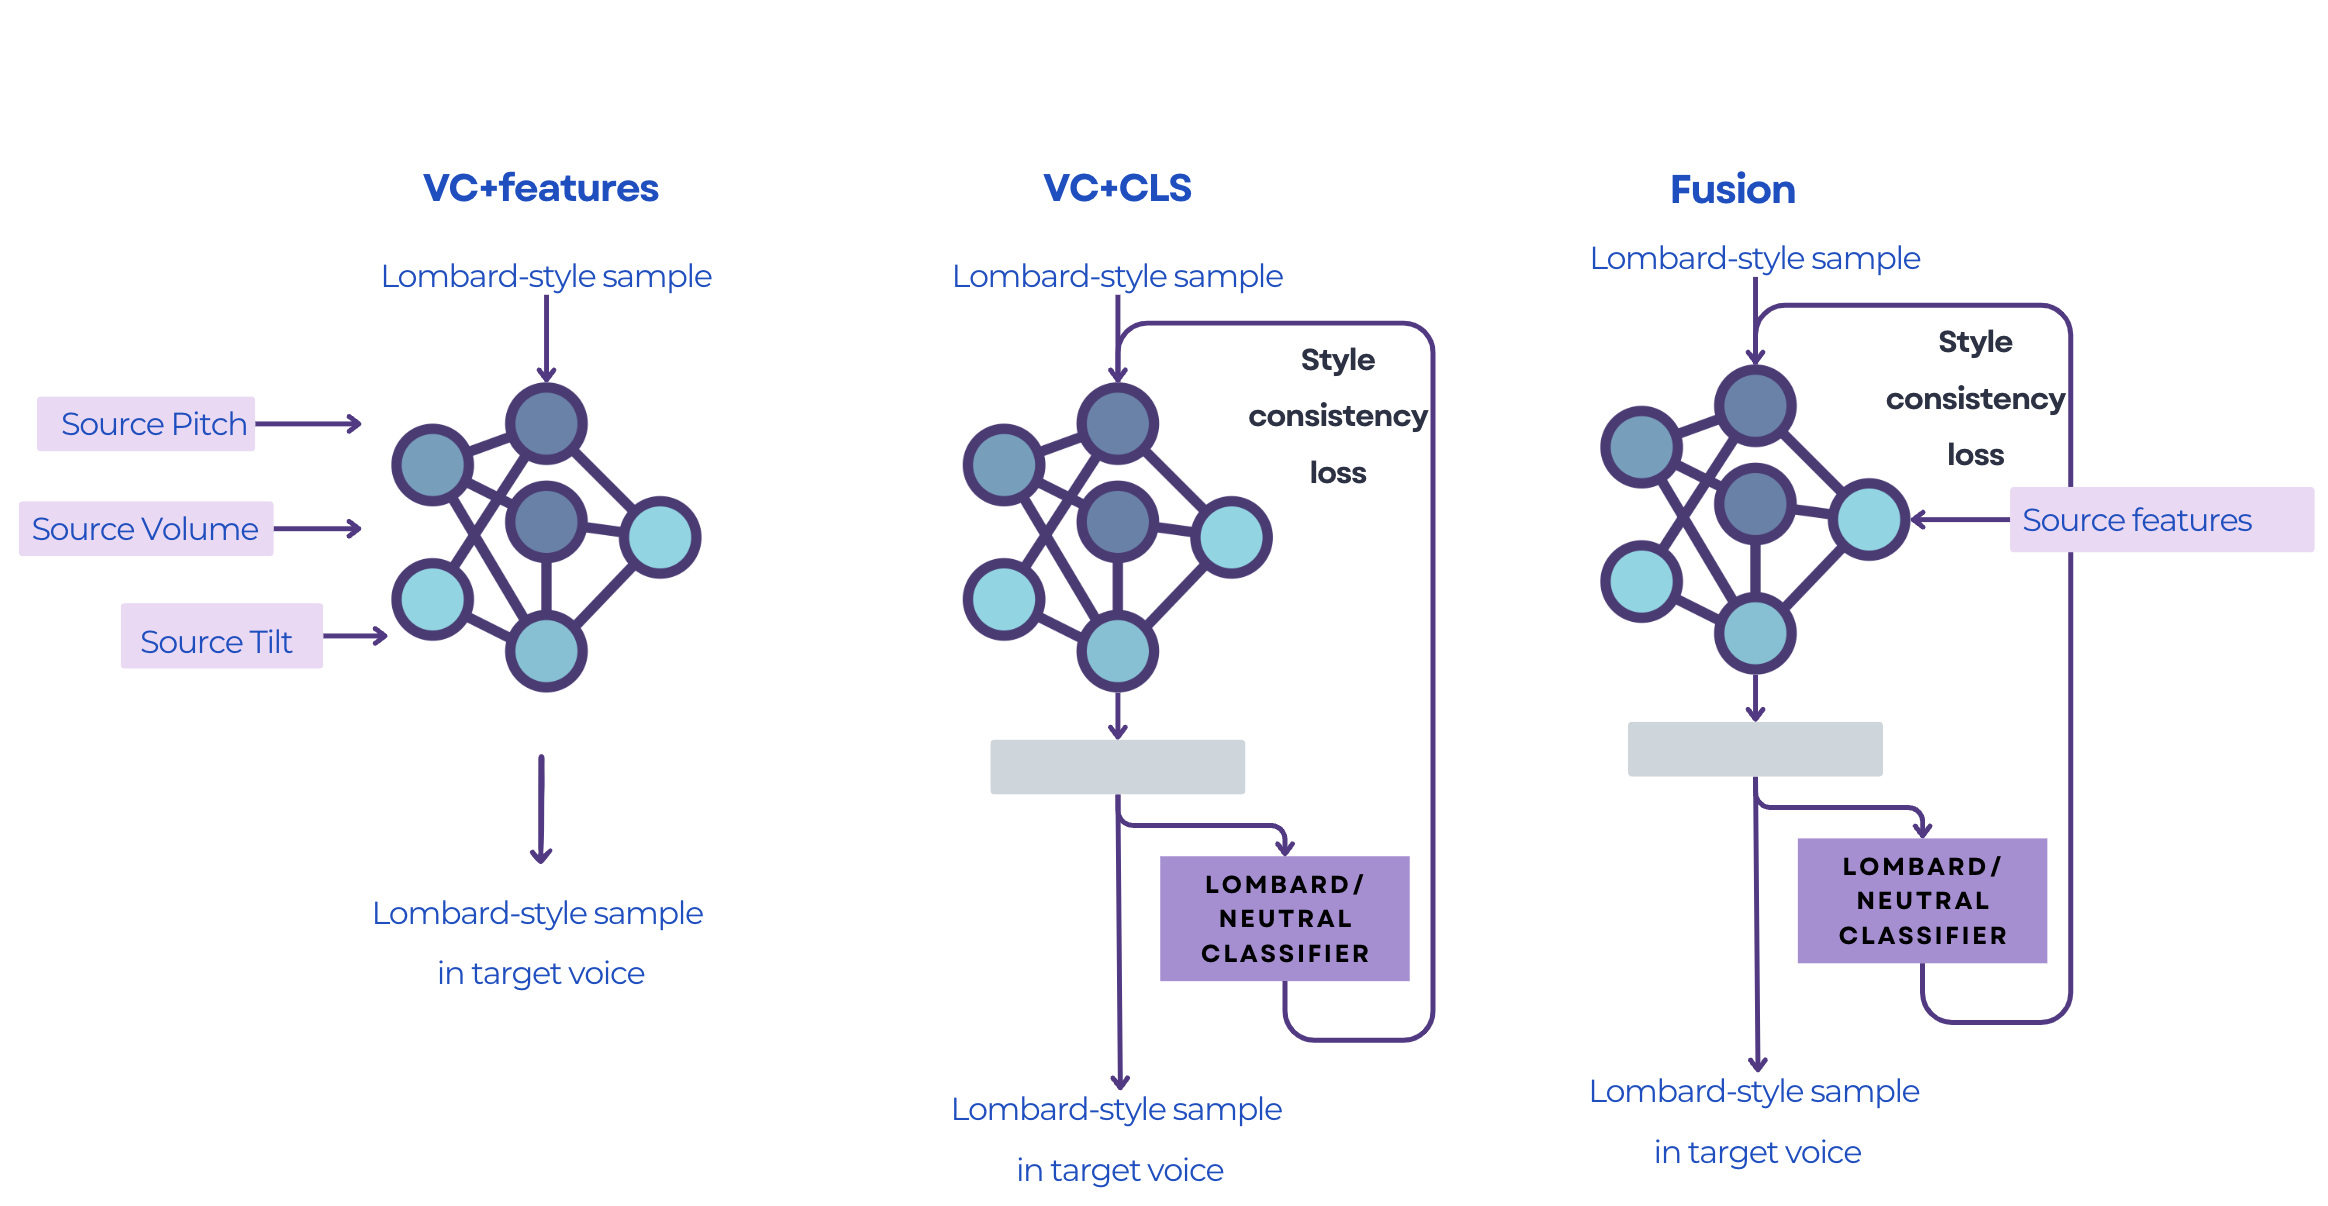 VC+features
Lombard-style sample
Source Pitch
Source Volume
Source Tilt
Lombard-style sample
in target voice
VC+CLS
Lombard-style sample
Style
consistency
loss
LOMBARD/
NEUTRAL
CLASSIFIER
Lombard-style sample
in target voice
Fusion
Lombard-style sample
Style
consistency
loss
Source features
LOMBARD/
NEUTRAL
CLASSIFIER
Lombard-style sample
in target voice